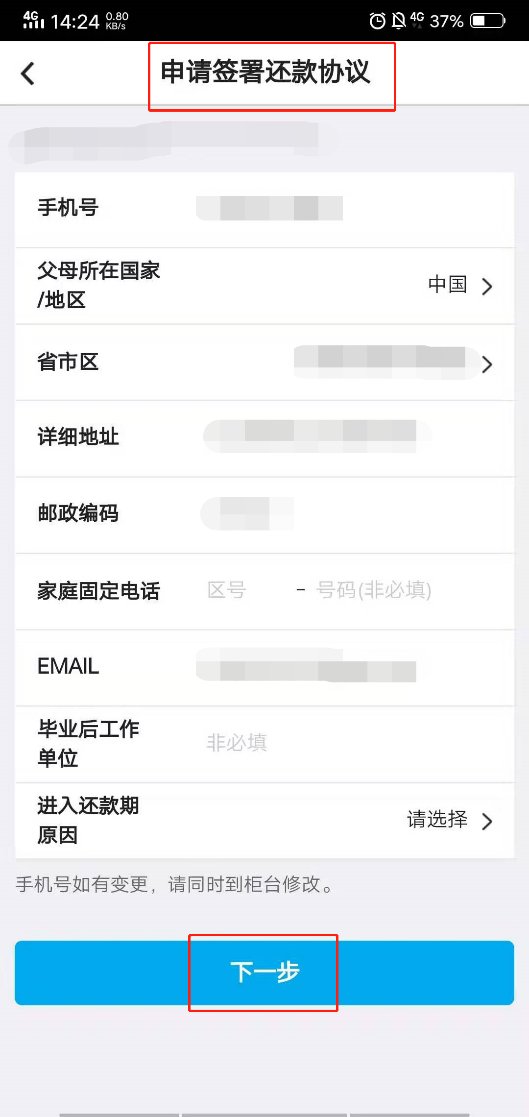 4G 14:24 0.80 KB/s 4G 37%
申请签署还款协议
手机号
父母所在国家
/地区
中国
省市区
详细地址
邮政编码
家庭固定电话 区号 - 号码(非必填)
EMAIL
毕业后工作
单位
非必填
进入还款期
原因
请选择
手机号如有变更，请同时到柜台修改。
下一步